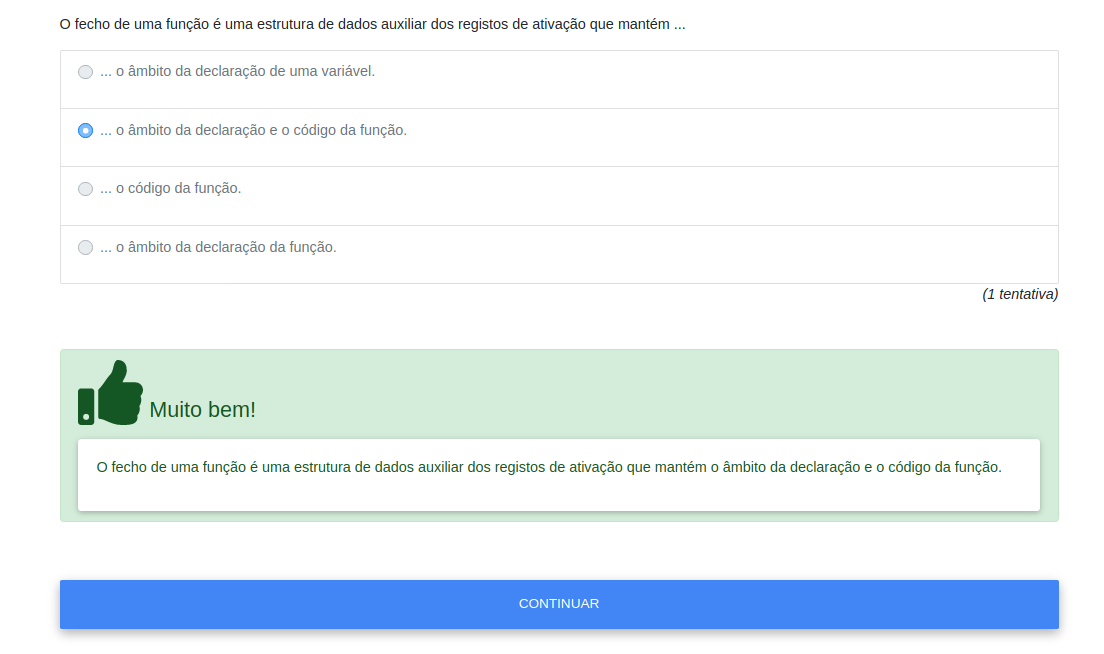 O fecho de uma função é uma estrutura de dados auxiliar dos registos de ativação que mantém ...
... o âmbito da declaração de uma variável.
... o âmbito da declaração e o código da função.
... o código da função.
... o âmbito da declaração da função.
(1 tentativa)
Muito bem!
O fecho de uma função é uma estrutura de dados auxiliar dos registos de ativação que mantém o âmbito da declaração e o código da função.
CONTINUAR